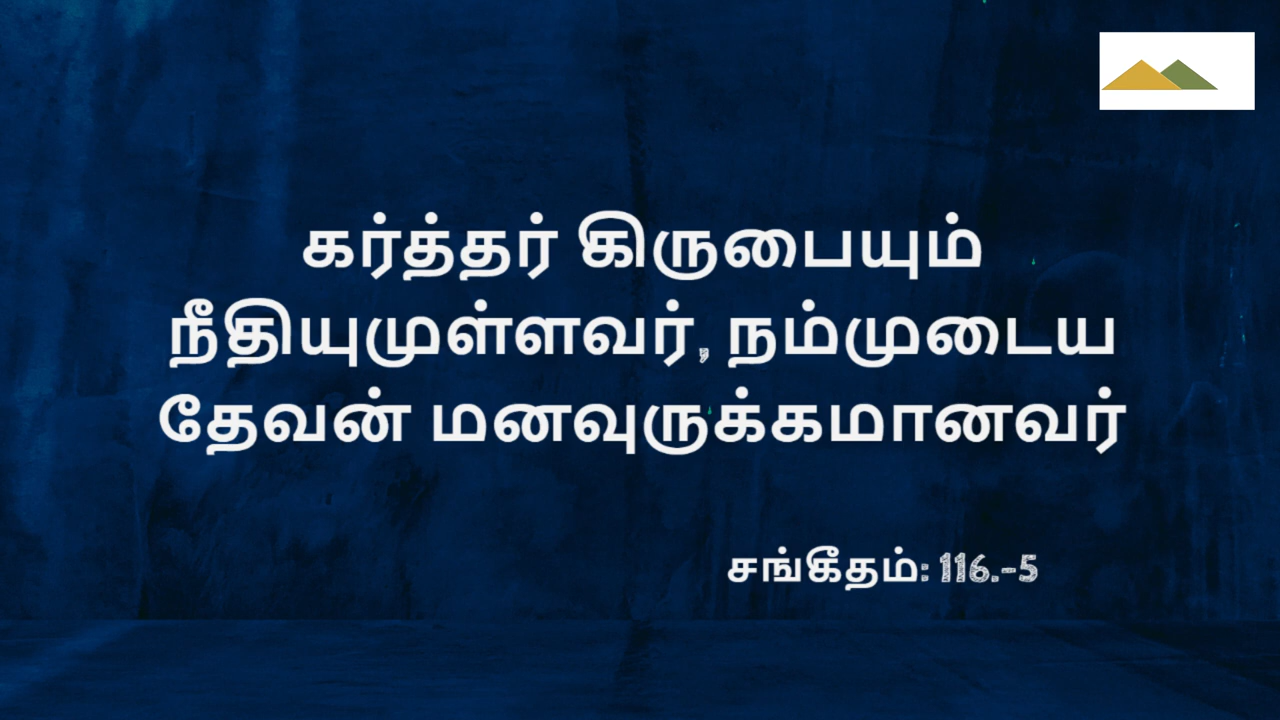 கர்த்தர் கிருபையும்
நீதியுமுள்ளவர், நம்முடைய
தேவன் மனவுருக்கமானவர்
சங்கீதம்: 116.-5